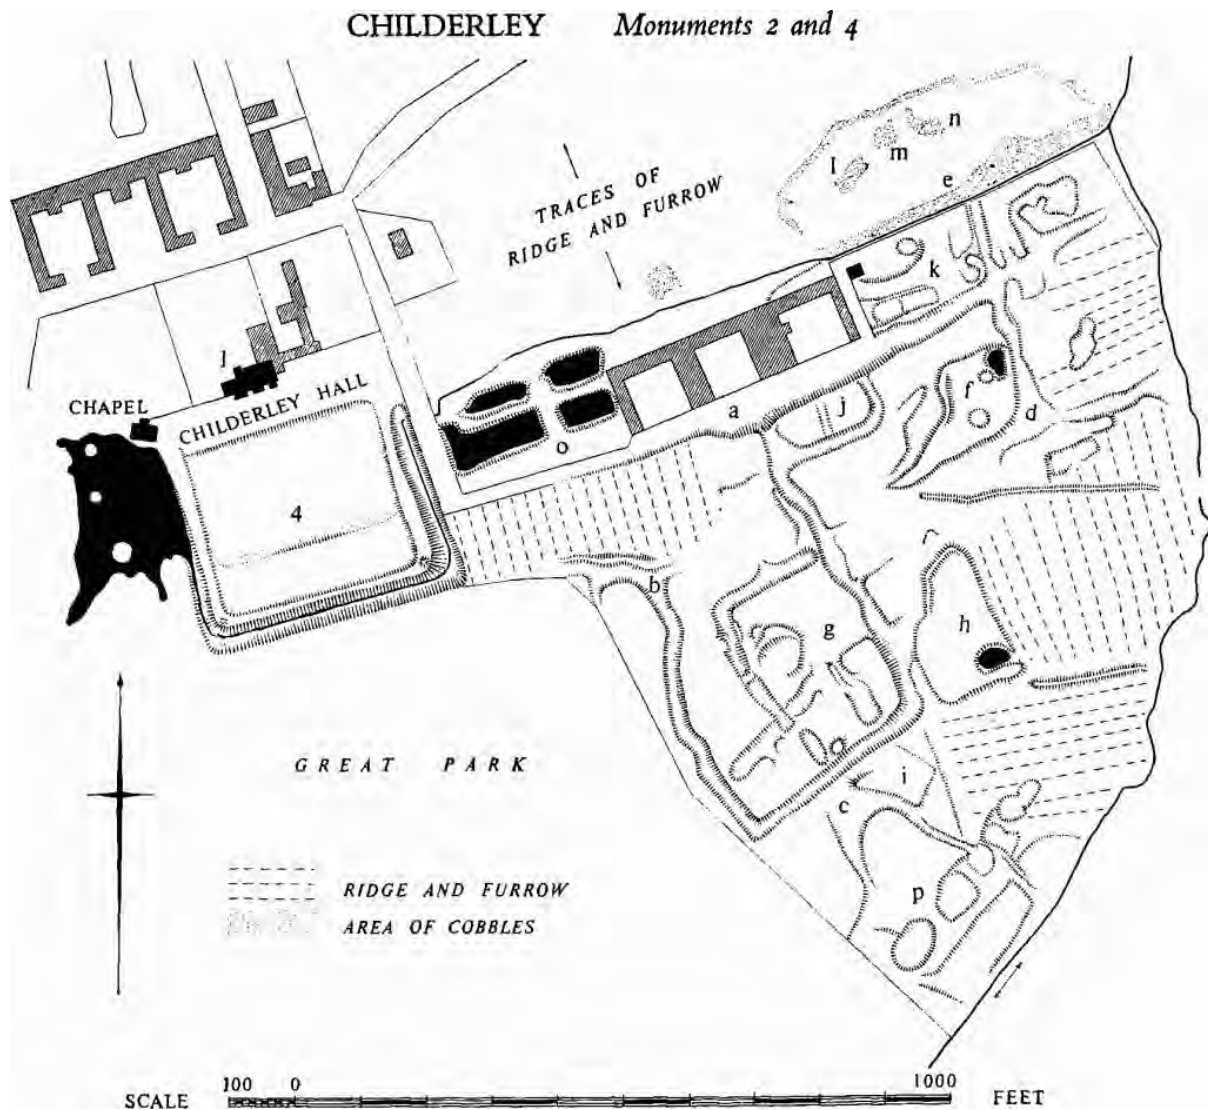 CHILDERLEY Monuments 2 and 4
n
m
l
e
TRACES OF
RIDGE AND FURROW
k
1
CHAPEL
CHILDERLEY HALL
f
j
a
d
o
4
b
g
h
GREAT PARK
i
c
p
RIDGE AND FURROW
AREA OF COBBLES
SCALE 100 0 1000 FEET